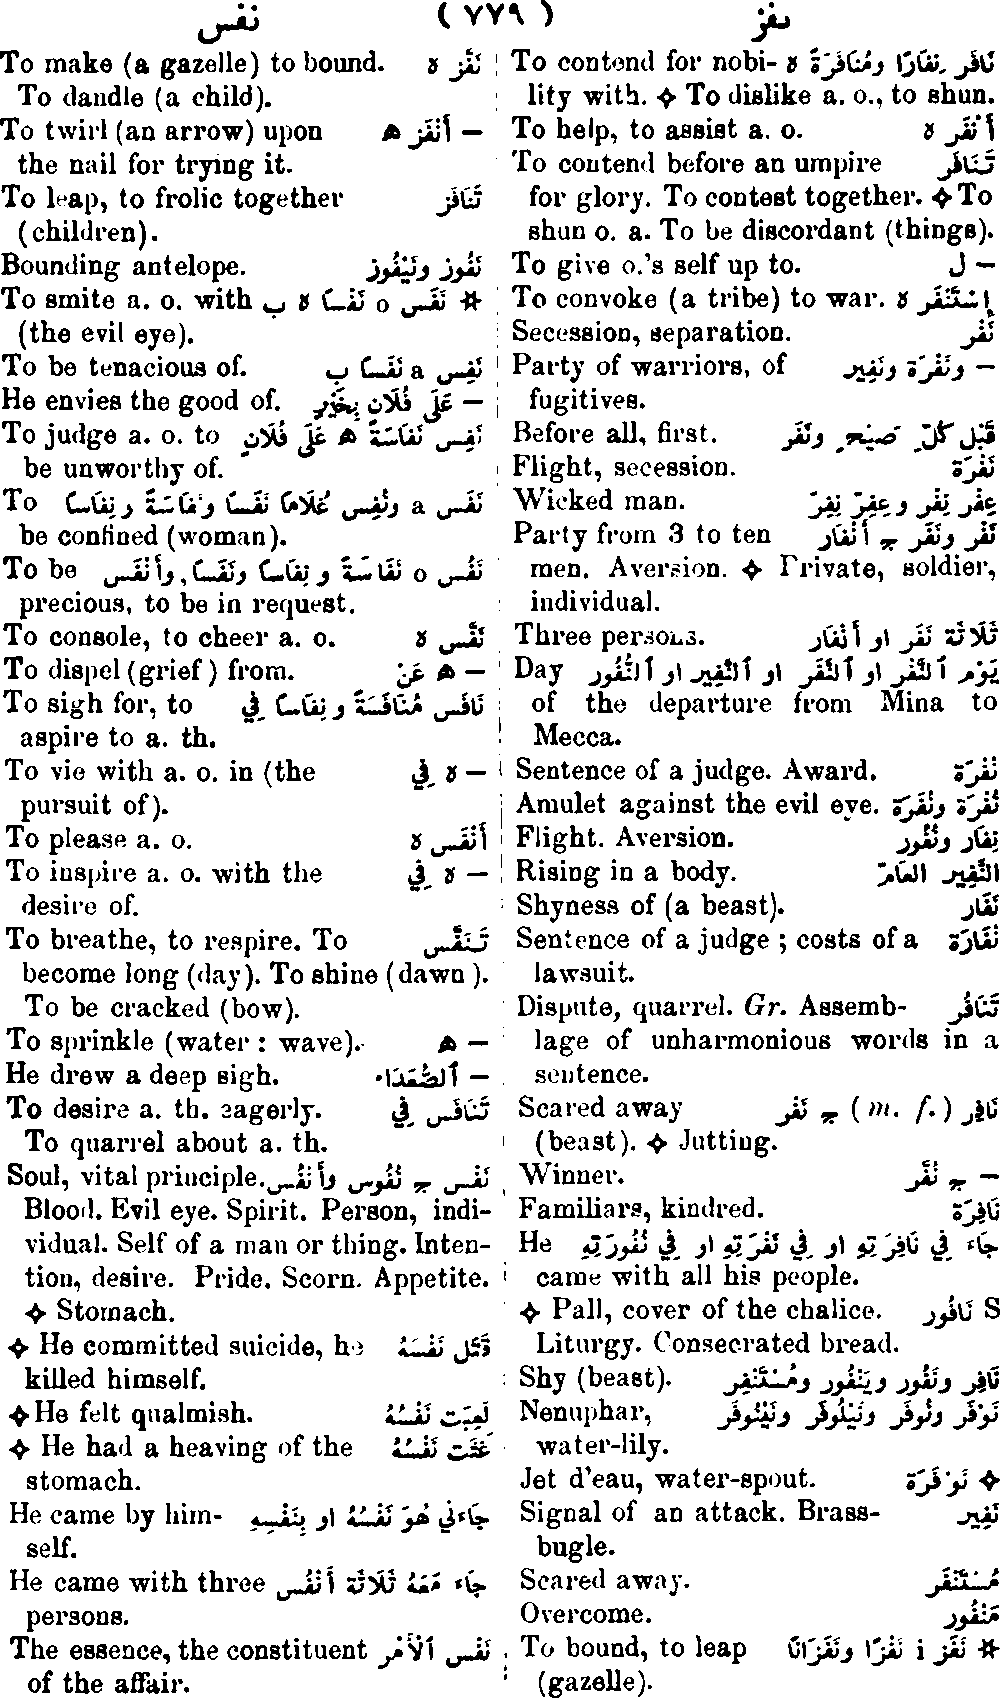 نفس ( ٧٧٩ ) نفز
To contend for nobi- نَافَر نِفَارًا ومُنَافَرَةً ه
lity with. ✧ To dislike a. o., to shun.
To help, to assist a. o. أَنْفَر ه
To contend before an umpire تَنَافَر
for glory. To contest together. ✧ To
shun o. a. To be discordant (things).
To give o.'s self up to. – ل
To convoke (a tribe) to war. إِسْتَنْفَر ه
Secession, separation. نَفْر
Party of warriors, of – ونَفْرَة ونَفِير
fugitives.
Before all, first. قَبْل كُلّ صَيْحٍ ونَفْر
Flight, secession. نَفْرَة
Wicked man. عِفْر نِفْر وعِفِرّ نِفِرّ
Party from 3 to ten نَفْر ونَفَر ج أَنْفَار
men. Aversion. ✧ Private, soldier,
individual.
Three persons. ثَلَاثَة نَفَر او أَنْفَار
Day يَوْم ٱلنَّفْر او ٱلنَّفَر او ٱلنَّفِير او ٱلنُّفُور
of the departure from Mina to
Mecca.
Sentence of a judge. Award. نُفْرَة
Amulet against the evil eye. نُفْرَة ونُفَرَة
Flight. Aversion. نِفَار ونُفُور
Rising in a body. النَّفِير العَامّ
Shyness of (a beast). نَفَار
Sentence of a judge ; costs of a نُفَارَة
lawsuit.
Dispute, quarrel. Gr. Assemb- تَنَافُر
lage of unharmonious words in a
sentence.
Scared away نَافِر (m. f.) ج نَفْر
(beast). ✧ Jutting.
Winner. – ج نُفَّر
Familiars, kindred. نَافِرَة
He جَاء فِي نَافِرَتِهِ او فِي نَفْرَتِهِ او فِي نُفُورَتِهِ
came with all his people.
✧ Pall, cover of the chalice. نَافُور S
Liturgy. Consecrated bread.
Shy (beast). نَافِر ونَفُور ويَنْفُور ومُسْتَنْفِر
Nenuphar, نَوْفَر ونُوفَر ونَيْلُوفَر ونَيْنُوفَر
water-lily.
Jet d'eau, water-spout. ✧ نَوْفَرَة
Signal of an attack. Brass- نَفِير
bugle.
Scared away. مُسْتَنْفَر
Overcome. مَنْفُور
To bound, to leap ✲ نَفَز i نَفْزًا ونَفَزَانًا
(gazelle).
To make (a gazelle) to bound. نَفَّز ه
To dandle (a child).
To twirl (an arrow) upon – أَنْفَز ه
the nail for trying it.
To leap, to frolic together تَنَافَز
(children).
Bounding antelope. نَفُوز ونَيْفُوز
To smite a. o. with ✲ نَفَس o نَفْسًا ه ب
(the evil eye).
To be tenacious of. نَفِس a نَفَسًا ب
He envies the good of. – عَلَى فُلَانٍ بِخَيْرٍ
To judge a. o. to نَفِس نَفَاسَةً ه عَلَى فُلَانٍ
be unworthy of.
To نَفَس a ونُفِس غُلَامًا نَفَسًا ونَفَاسَةً ونِفَاسًا
be confined (woman).
To be نَفُس o نَفَاسَةً ونِفَاسًا ونَفَسًا, وأَنْفَس
precious, to be in request.
To console, to cheer a. o. نَفَّس ه
To dispel (grief) from. – ه عَنْ
To sigh for, to نَافَس مُنَافَسَةً ونِفَاسًا فِي
aspire to a. th.
To vie with a. o. in (the – ه فِي
pursuit of).
To please a. o. أَنْفَس ه
To inspire a. o. with the – ه فِي
desire of.
To breathe, to respire. To تَنَفَّس
become long (day). To shine (dawn).
To be cracked (bow).
To sprinkle (water : wave). – ه
He drew a deep sigh. – ٱلصُّعَدَاء
To desire a. th. eagerly. تَنَافَس فِي
To quarrel about a. th.
Soul, vital principle. نَفْس ج نُفُوس وأَنْفُس
Blood. Evil eye. Spirit. Person, indi-
vidual. Self of a man or thing. Inten-
tion, desire. Pride. Scorn. Appetite.
✧ Stomach.
✧ He committed suicide, he قَتَل نَفْسَهُ
killed himself.
✧ He felt qualmish. لَعِبَت نَفْسُهُ
✧ He had a heaving of the غَثَت نَفْسُهُ
stomach.
He came by him- جَاءنِي هُوَ نَفْسُهُ او بِنَفْسِهِ
self.
He came with three جَاء مَعَهُ ثَلَاثَة أَنْفُس
persons.
The essence, the constituent نَفْس ٱلْأَمْر
of the affair.